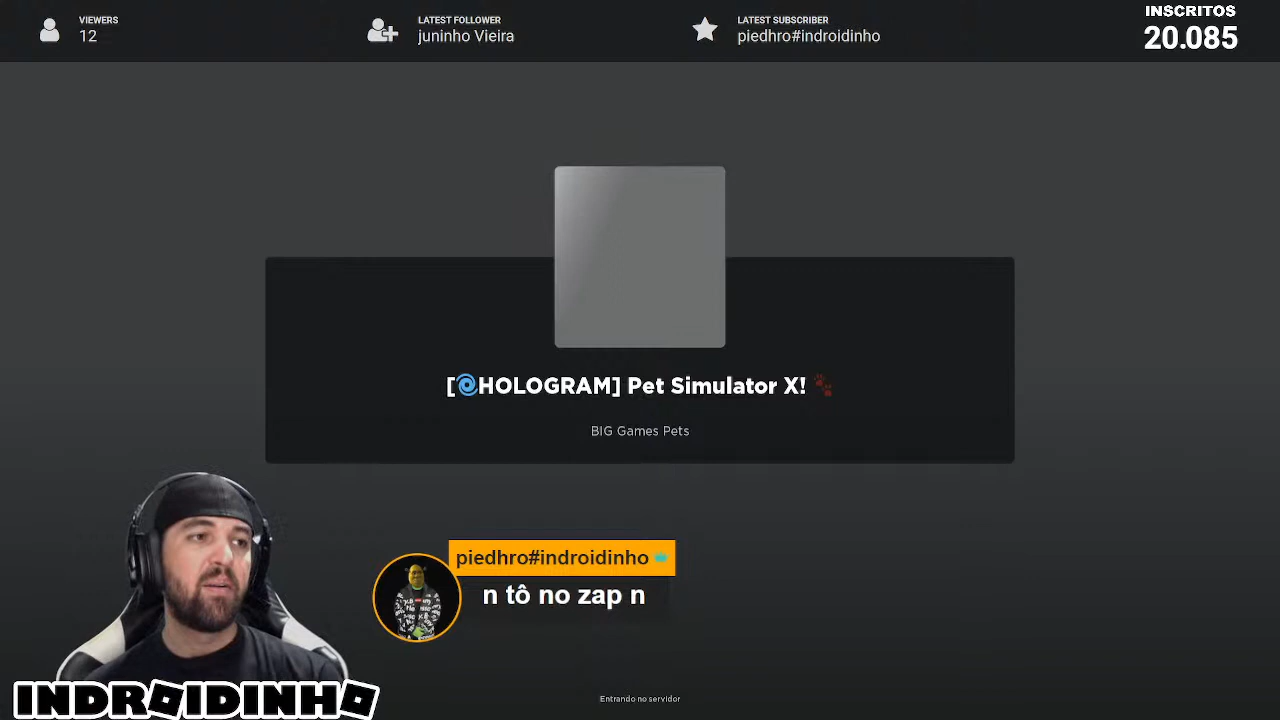 VIEWERS
12
LATEST FOLLOWER
juninho Vieira
LATEST SUBSCRIBER
piedhro#indroidinho
INSCRITOS
20.085
[🌀HOLOGRAM] Pet Simulator X! 🐾
BIG Games Pets
piedhro#indroidinho
n tô no zap n
INDROIDINHO
Entrando no servidor